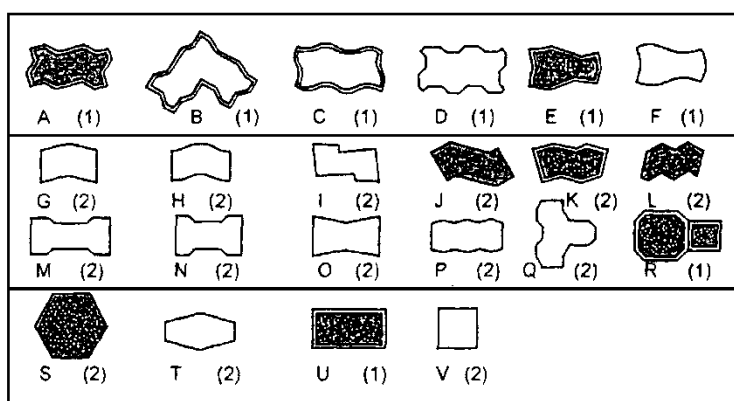 A (1) B (1) C (1) D (1) E (1) F (1)
G (2) H (2) I (2) J (2) K (2) L (2)
M (2) N (2) O (2) P (2) Q (2) R (1)
S (2) T (2) U (1) V (2)